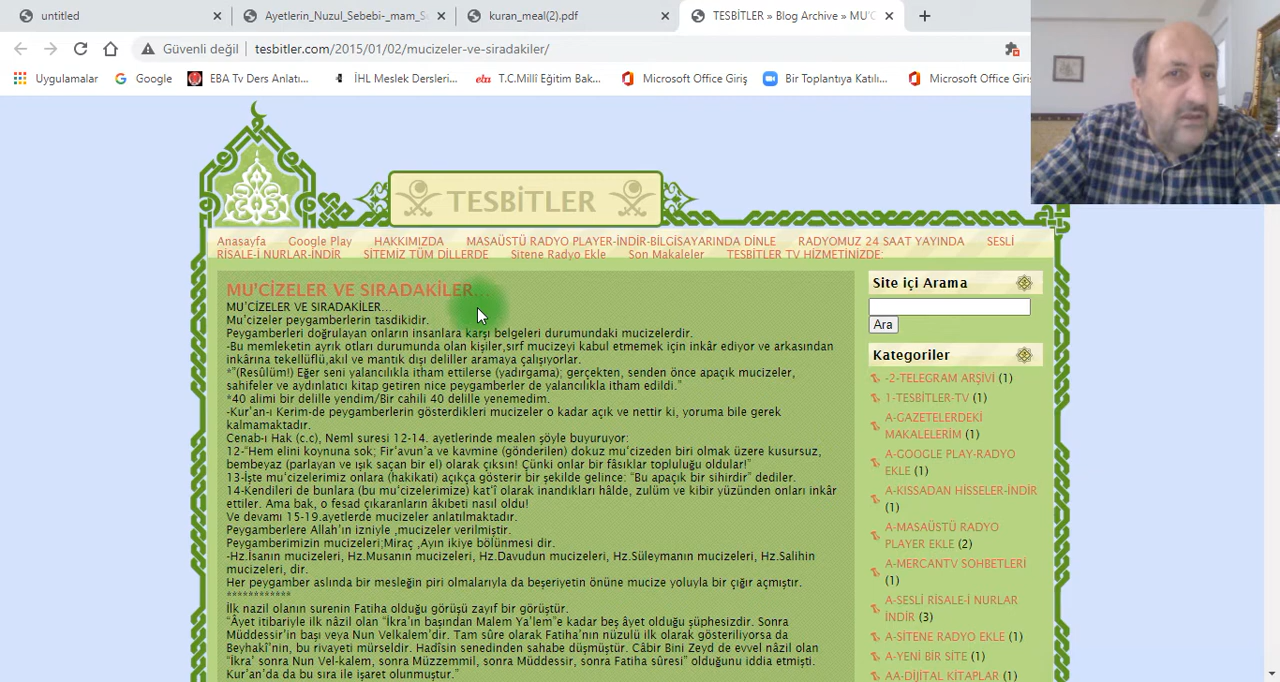 untitled
Ayetlerin_Nuzul_Sebebi-_mam_S
kuran_meal(2).pdf
TESBİTLER » Blog Archive » MU'C
Güvenli değil
tesbitler.com/2015/01/02/mucizeler-ve-siradakiler/
Uygulamalar
Google
EBA Tv Ders Anlatı...
İHL Meslek Dersleri...
eba
T.C.Millî Eğitim Bak...
Microsoft Office Giriş
Bir Toplantıya Katılı...
Microsoft Office Giri
TESBİTLER
Anasayfa Google Play HAKKIMIZDA MASAÜSTÜ RADYO PLAYER-İNDİR-BİLGİSAYARINDA DİNLE RADYOMUZ 24 SAAT YAYINDA SESLİ
RİSALE-İ NURLAR-İNDİR SİTEMİZ TÜM DİLLERDE Sitene Radyo Ekle Son Makaleler TESBİTLER TV HİZMETİNİZDE:
MU'CİZELER VE SIRADAKİLER...
MU'CİZELER VE SIRADAKİLER...
Mu'cizeler peygamberlerin tasdikidir.
Peygamberleri doğrulayan onların insanlara karşı belgeleri durumundaki mucizelerdir.
-Bu memleketin ayrık otları durumunda olan kişiler,sırf mucizeyi kabul etmemek için inkâr ediyor ve arkasından
inkârına tekellüflü,akıl ve mantık dışı deliller aramaya çalışıyorlar.
*"(Resûlüm!) Eğer seni yalancılıkla itham ettilerse (yadırgama); gerçekten, senden önce apaçık mucizeler,
sahifeler ve aydınlatıcı kitap getiren nice peygamberler de yalancılıkla itham edildi."
*40 alimi bir delille yendim/Bir cahili 40 delille yenemedim.
-Kur'an-ı Kerim-de peygamberlerin gösterdikleri mucizeler o kadar açık ve nettir ki, yoruma bile gerek
kalmamaktadır.
Cenab-ı Hak (c.c), Neml suresi 12-14. ayetlerinde mealen şöyle buyuruyor:
12-"Hem elini koynuna sok; Fir'avun'a ve kavmine (gönderilen) dokuz mu'cizeden biri olmak üzere kusursuz,
bembeyaz (parlayan ve ışık saçan bir el) olarak çıksın! Çünki onlar bir fâsıklar topluluğu oldular!"
13-İşte mu'cizelerimiz onlara (hakikati) açıkça gösterir bir şekilde gelince: "Bu apaçık bir sihirdir" dediler.
14-Kendileri de bunlara (bu mu'cizelerimize) kat'î olarak inandıkları hâlde, zulüm ve kibir yüzünden onları inkâr
ettiler. Ama bak, o fesad çıkaranların âkıbeti nasıl oldu!
Ve devamı 15-19.ayetlerde mucizeler anlatılmaktadır.
Peygamberlere Allah'ın izniyle ,mucizeler verilmiştir.
Peygamberimizin mucizeleri;Miraç ,Ayın ikiye bölünmesi dir.
-Hz.İsanın mucizeleri, Hz.Musanın mucizeleri, Hz.Davudun mucizeleri, Hz.Süleymanın mucizeleri, Hz.Salihin
mucizeleri, dir.
Her peygamber aslında bir mesleğin piri olmalarıyla da beşeriyetin önüne mucize yoluyla bir çığır açmıştır.
************
İlk nazil olanın surenin Fatiha olduğu görüşü zayıf bir görüştür.
"Âyet itibariyle ilk nâzil olan "İkra'ın başından Malem Ya'lem"e kadar beş âyet olduğu şüphesizdir. Sonra
Müddessir'in başı veya Nun Velkalem'dir. Tam sûre olarak Fatiha'nın nüzulü ilk olarak gösteriliyorsa da
Beyhakî'nin, bu rivayeti mürseldir. Hadîsin senedinden sahabe düşmüştür. Câbir Bini Zeyd de evvel nâzil olan
"İkra' sonra Nun Vel-kalem, sonra Müzzemmil, sonra Müddessir, sonra Fatiha sûresi" olduğunu iddia etmişti.
Kur'an'da da bu sıra ile işaret olunmuştur."
Site içi Arama
Ara
Kategoriler
-2-TELEGRAM ARŞİVİ (1)
1-TESBİTLER-TV (1)
A-GAZETELERDEKİ
MAKALELERİM (1)
A-GOOGLE PLAY-RADYO
EKLE (1)
A-KISSADAN HİSSELER-İNDİR
(1)
A-MASAÜSTÜ RADYO
PLAYER EKLE (2)
A-MERCANTV SOHBETLERİ
(1)
A-SESLİ RİSALE-İ NURLAR
İNDİR (3)
A-SİTENE RADYO EKLE (1)
A-YENİ BİR SİTE (1)
AA-DİJİTAL KİTAPLAR (1)